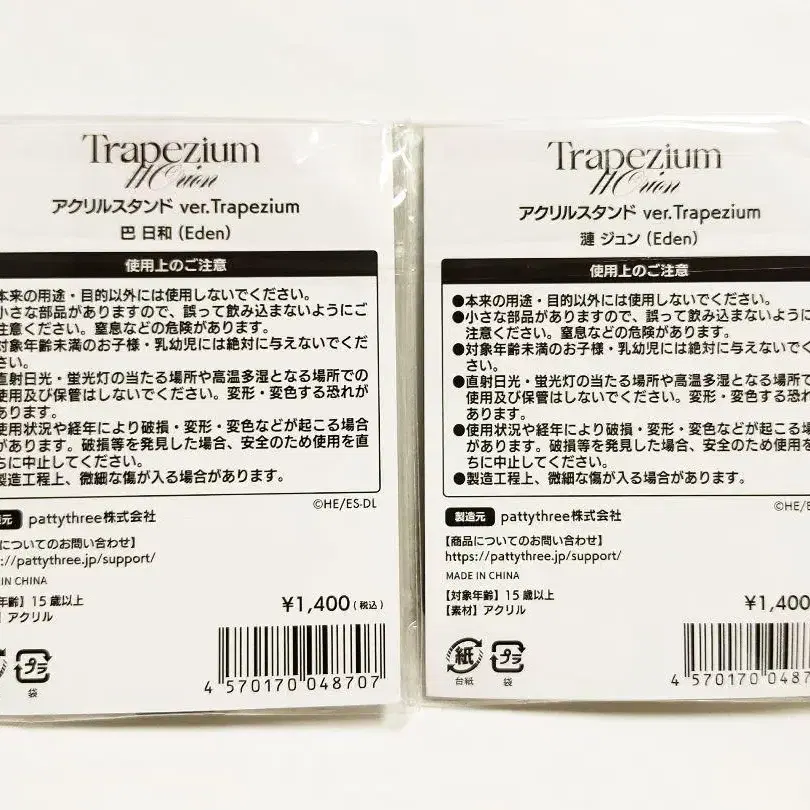 Trapezium
Orion
アクリルスタンド ver.Trapezium
巴 日和 (Eden)
使用上のご注意
本来の用途・目的以外には使用しないでください。
小さな部品がありますので、誤って飲み込まないようにご
注意ください。窒息などの危険があります。
対象年齢未満のお子様・乳幼児には絶対に与えないでくだ
さい。
直射日光・蛍光灯の当たる場所や高温多湿となる場所での
使用及び保管はしないでください。変形・変色する恐れが
あります。
使用状況や経年により破損・変形・変色などが起こる場合
があります。破損等を発見した場合、安全のため使用を直
ちに中止してください。
製造工程上、微細な傷が入る場合があります。
©HE/ES-DL
元 pattythree株式会社
についてのお問い合わせ】
://pattythree.jp/support/
IN CHINA
年齢】15歳以上
】アクリル
¥1,400(税込)
プラ
袋
4 570170 048707
Trapezium
Orion
アクリルスタンド ver.Trapezium
漣 ジュン (Eden)
使用上のご注意
●本来の用途・目的以外には使用しないでください。
●小さな部品がありますので、誤って飲み込まないように
注意ください。窒息などの危険があります。
●対象年齢未満のお子様・乳幼児には絶対に与えないで
さい。
●直射日光・蛍光灯の当たる場所や高温多湿となる場所で
使用及び保管はしないでください。変形・変色する恐れ
あります。
●使用状況や経年により破損・変形・変色などが起こる場
があります。破損等を発見した場合、安全のため使用を
ちに中止してください。
●製造工程上、微細な傷が入る場合があります。
©HE/ES-D
製造元 pattythree株式会社
【商品についてのお問い合わせ】
https://pattythree.jp/support/
MADE IN CHINA
【対象年齢】15歳以上
【素材】アクリル
¥1,400
紙
台紙
プラ
袋
4 570170 0487